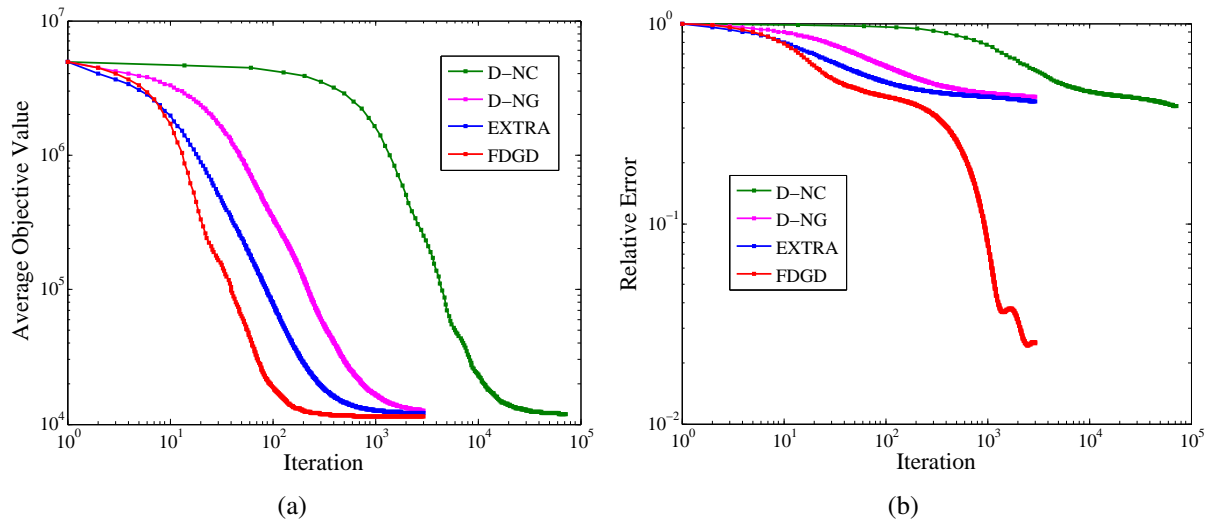 10^7
10^6
10^5
10^4
Average Objective Value
D−NC
D−NG
EXTRA
FDGD
10^0 10^1 10^2 10^3 10^4 10^5
Iteration
(a)
10^0
10^−1
10^−2
Relative Error
D−NC
D−NG
EXTRA
FDGD
10^0 10^1 10^2 10^3 10^4 10^5
Iteration
(b)